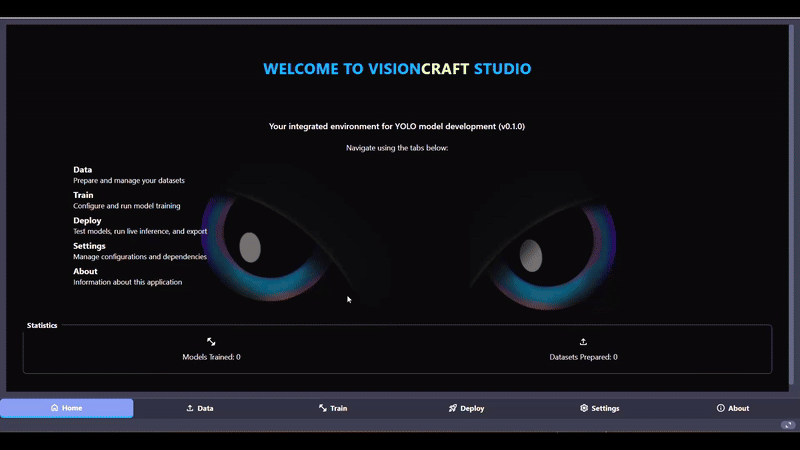 WELCOME TO VISIONCRAFT STUDIO
Your integrated environment for YOLO model development (v0.1.0)
Navigate using the tabs below:
Data
Prepare and manage your datasets
Train
Configure and run model training
Deploy
Test models, run live inference, and export
Settings
Manage configurations and dependencies
About
Information about this application
Statistics
Models Trained: 0
Datasets Prepared: 0
Home
Data
Train
Deploy
Settings
About